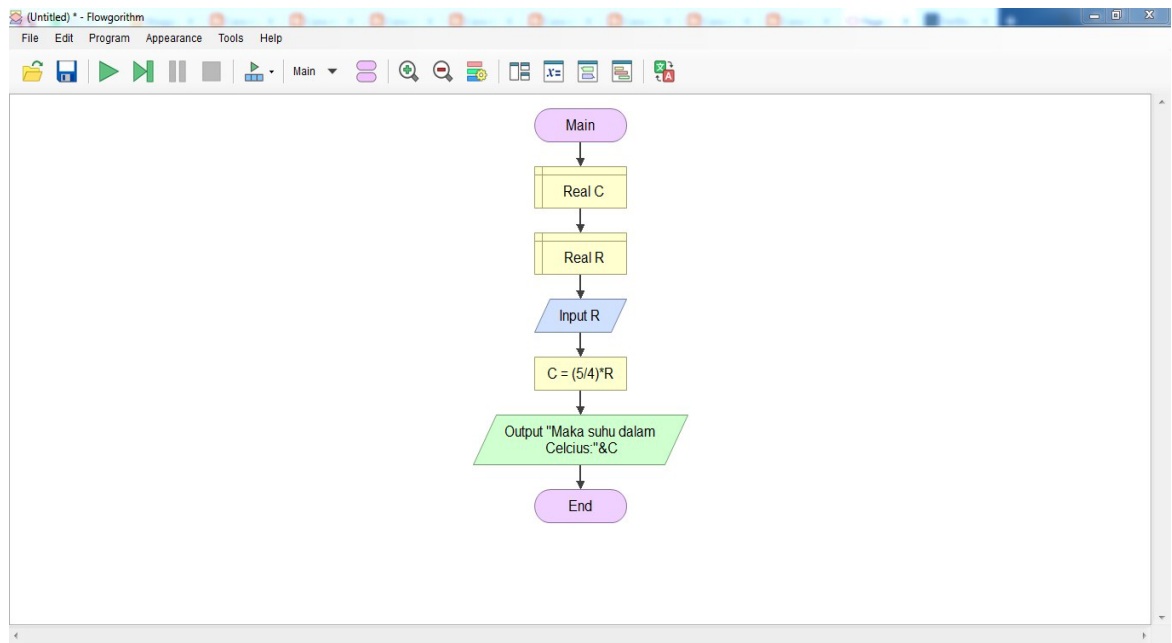 (Untitled) * - Flowgorithm
File Edit Program Appearance Tools Help
Main
Main
Real C
Real R
Input R
C = (5/4)*R
Output "Maka suhu dalam
Celcius:"&C
End